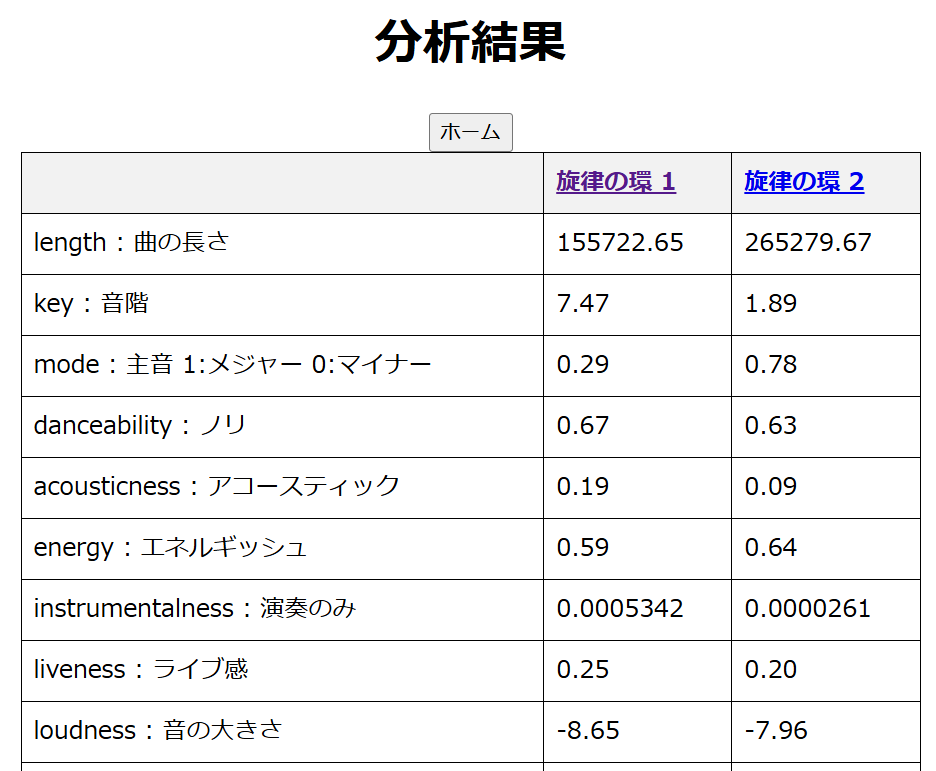 分析結果
ホーム
旋律の環 1 旋律の環 2
length : 曲の長さ 155722.65 265279.67
key : 音階 7.47 1.89
mode : 主音 1:メジャー 0:マイナー 0.29 0.78
danceability : ノリ 0.67 0.63
acousticness : アコースティック 0.19 0.09
energy : エネルギッシュ 0.59 0.64
instrumentalness : 演奏のみ 0.0005342 0.0000261
liveness : ライブ感 0.25 0.20
loudness : 音の大きさ -8.65 -7.96